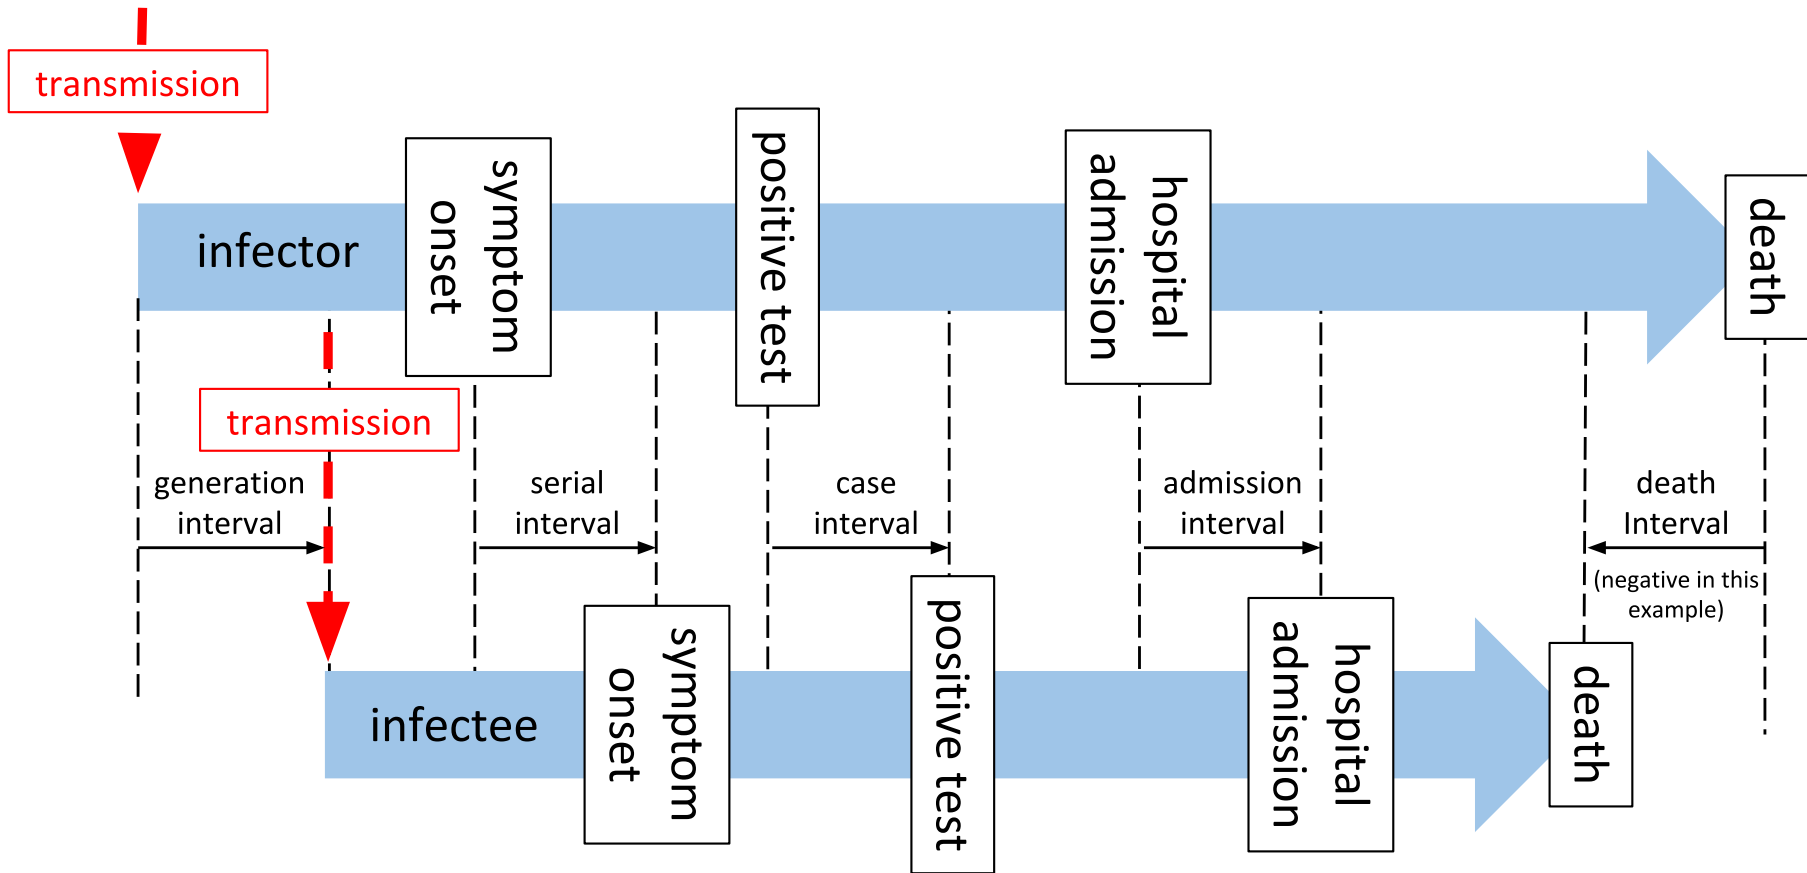 transmission
infector
symptom
onset
positive test
hospital
admission
death
transmission
generation
interval
serial
interval
case
interval
admission
interval
death
Interval
(negative in this
example)
infectee
symptom
onset
positive test
hospital
admission
death